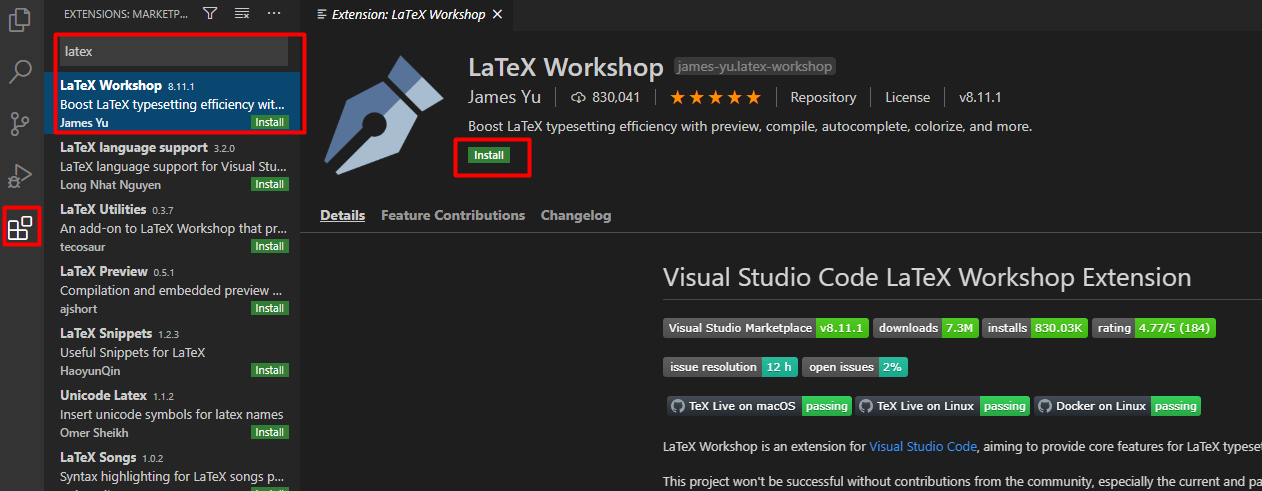 EXTENSIONS: MARKETP...
latex
LaTeX Workshop 8.11.1
Boost LaTeX typesetting efficiency wit...
James Yu Install
LaTeX language support 3.2.0
LaTeX language support for Visual Stu...
Long Nhat Nguyen Install
LaTeX Utilities 0.3.7
An add-on to LaTeX Workshop that pr...
tecosaur Install
LaTeX Preview 0.5.1
Compilation and embedded preview ...
ajshort Install
LaTeX Snippets 1.2.3
Useful Snippets for LaTeX
HaoyunQin Install
Unicode Latex 1.1.2
Insert unicode symbols for latex names
Omer Sheikh Install
LaTeX Songs 1.0.2
Syntax highlighting for LaTeX songs p...
Extension: LaTeX Workshop
LaTeX Workshop james-yu.latex-workshop
James Yu 830,041 Repository License v8.11.1
Boost LaTeX typesetting efficiency with preview, compile, autocomplete, colorize, and more.
Install
Details Feature Contributions Changelog
Visual Studio Code LaTeX Workshop Extension
Visual Studio Marketplace v8.11.1 downloads 7.3M installs 830.03K rating 4.77/5 (184)
issue resolution 12 h open issues 2%
TeX Live on macOS passing TeX Live on Linux passing Docker on Linux passing
LaTeX Workshop is an extension for Visual Studio Code, aiming to provide core features for LaTeX typeset
This project won't be successful without contributions from the community, especially the current and pa